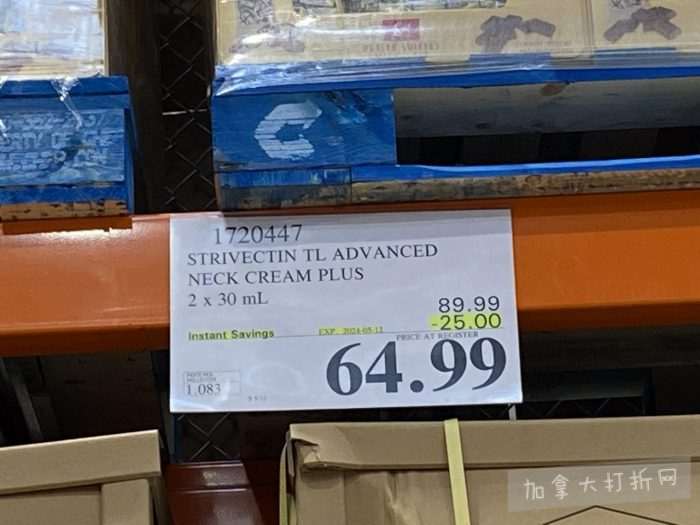 1720447
STRIVECTIN TL ADVANCED
NECK CREAM PLUS
2 x 30 mL
89.99
-25.00
Instant Savings
EXP. 2024-05-12
PRICE AT REGISTER
64.99
1.083
加拿大打折网